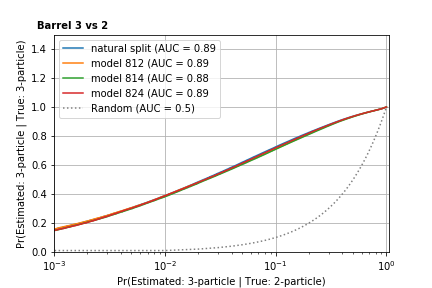 Barrel 3 vs 2
Pr(Estimated: 3-particle | True: 3-particle)
1.4
1.2
1.0
0.8
0.6
0.4
0.2
0.0
natural split (AUC = 0.89
model 812 (AUC = 0.89
model 814 (AUC = 0.88
model 824 (AUC = 0.89
Random (AUC = 0.5)
10⁻³ 10⁻² 10⁻¹ 10⁰
Pr(Estimated: 3-particle | True: 2-particle)